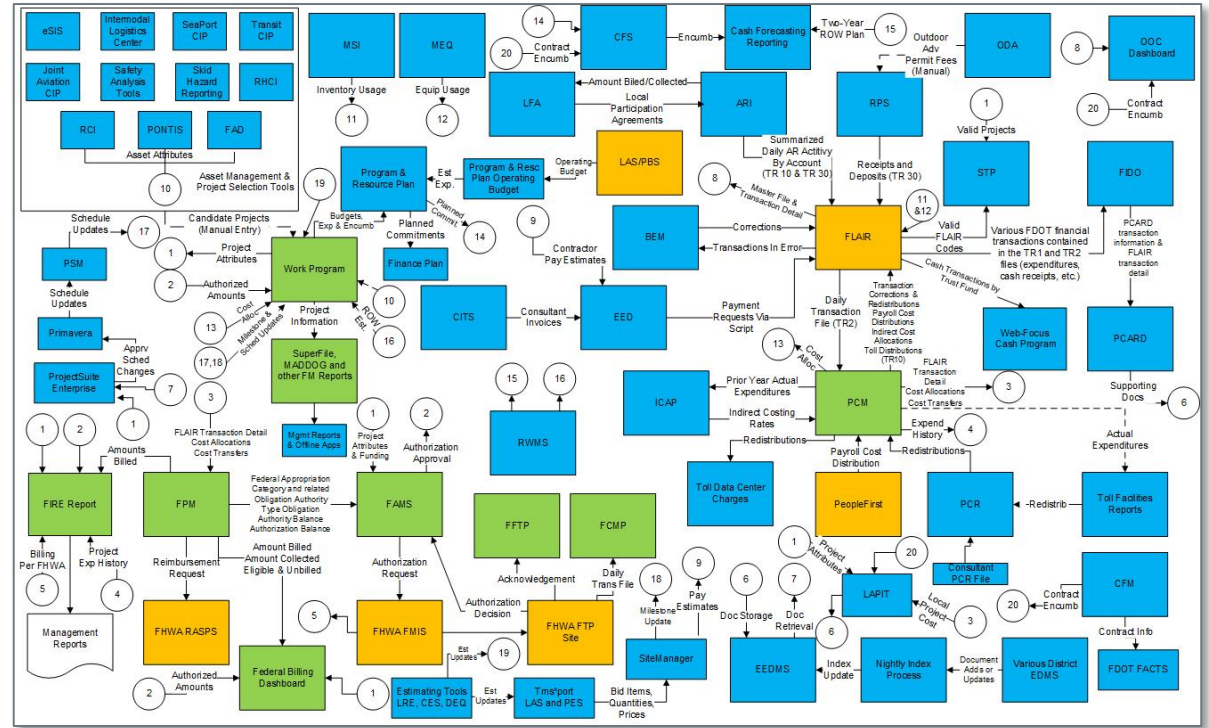 eSIS
Intermodal
Logistics
Center
SeaPort
CIP
Transit
CIP
Joint
Aviation
CIP
Safety
Analysis
Tools
Skid
Hazard
Reporting
RHCI
RCI
PONTIS
FAD
Asset Attributes
10
Asset Management &
Project Selection Tools
MSI
Inventory Usage
11
MEQ
Equip Usage
12
14
20
Contract
Encumb
CFS
Encumb
Cash Forecasting
Reporting
Two-Year
ROW Plan
15
Outdoor
Adv
Permit Fees
(Manual)
ODA
8
OOC
Dashboard
20
Contract
Encumb
LFA
Amount Biled/Collected
Local
Participation
Agreements
ARI
RPS
1
Valid Projects
STP
FIDO
Summarized
Daily AR Actitivy
By Account
(TR 10 & TR 30)
Receipts and
Deposits (TR 30)
19
Program &
Resource Plan
Est
Exp.
Program & Resc
Plan Operating
Budget
Operating
Budget
LAS/PBS
8
Master File &
Transaction Detail
11
&12
Candidate Projects
(Manual Entry)
Budgets,
Exp & Encumb
Planned
Commit.
14
Planned
Commitments
Finance Plan
9
Contractor
Pay Estimates
BEM
Corrections
Transactions In Error
FLAIR
Valid
FLAIR
Codes
Various FDOT financial
transactions contained
in the TR1 and TR2
files (expenditures,
cash receipts, etc.)
PCARD
transaction
information &
FLAIR
transaction
detail
Cash Transactions by
Trust Fund
Schedule
Updates
17
PSM
1
Project
Attributes
2
Authorized
Amounts
Work Program
10
ROW
Est.
16
13
Cost
Alloc
17,18
Milestone &
Sched Updates
Project
Information
Schedule
Updates
Primavera
Apprv
Sched
Changes
ProjectSuite
Enterprise
7
1
SuperFile,
MADDOG and
other FM Reports
Mgmt Reports
& Offline Apps
CITS
Consultant
Invoices
EED
Payment
Requests Via
Script
Daily
Transaction
File (TR2)
Transaction
Corrections &
Redistributions
Payroll Cost
Distributions
Indirect Cost
Allocations
Toll Distributions
(TR10)
Web-Focus
Cash Program
PCARD
Supporting
Docs
6
13
Cost
Alloc
ICAP
Prior Year Actual
Expenditures
Indirect Costing
Rates
PCM
FLAIR
Transaction
Detail
Cost Allocations
Cost Transfers
3
Expend
History
4
Redistributions
Redistributions
Actual
Expenditures
15
16
RWMS
Payroll Cost
Distribution
Toll Data Center
Charges
PeopleFirst
PCR
-Redistrib
Toll Facilities
Reports
Consultant
PCR File
3
FLAIR Transaction Detail
Cost Allocations
Cost Transfers
1
Project
Attributes
& Funding
2
Authorization
Approval
1
2
Amounts
Billed
FIRE Report
FPM
Federal Appropriation
Category and related
Obligation Authority
Type Obligation
Authority Balance
Authorization Balance
FAMS
FFTP
FCMP
Billing
Per FHWA
5
Project
Exp History
4
Management
Reports
Reimbursement
Request
Amount Billed
Amount Collected
Eligible & Unbilled
Authorization
Request
Acknowledgement
Daily
Trans File
Authorization
Decision
FHWA RASPS
5
FHWA FMIS
FHWA FTP
Site
Est
Updates
19
2
Authorized
Amounts
Federal Billing
Dashboard
1
Estimating Tools
LRE, CES, DEQ
Est
Updates
Trns*port
LAS and PES
Bid Items,
Quantities,
Prices
SiteManager
18
Milestone
Update
9
Pay
Estimates
6
Doc Storage
7
Doc
Retrieval
EEDMS
Index
Update
Nightly Index
Process
Document
Adds or
Updates
Various District
EDMS
1
Project
Attributes
20
LAPIT
6
Local
Project
Cost
3
20
Contract
Encumb
CFM
Contract Info
FDOT FACTS